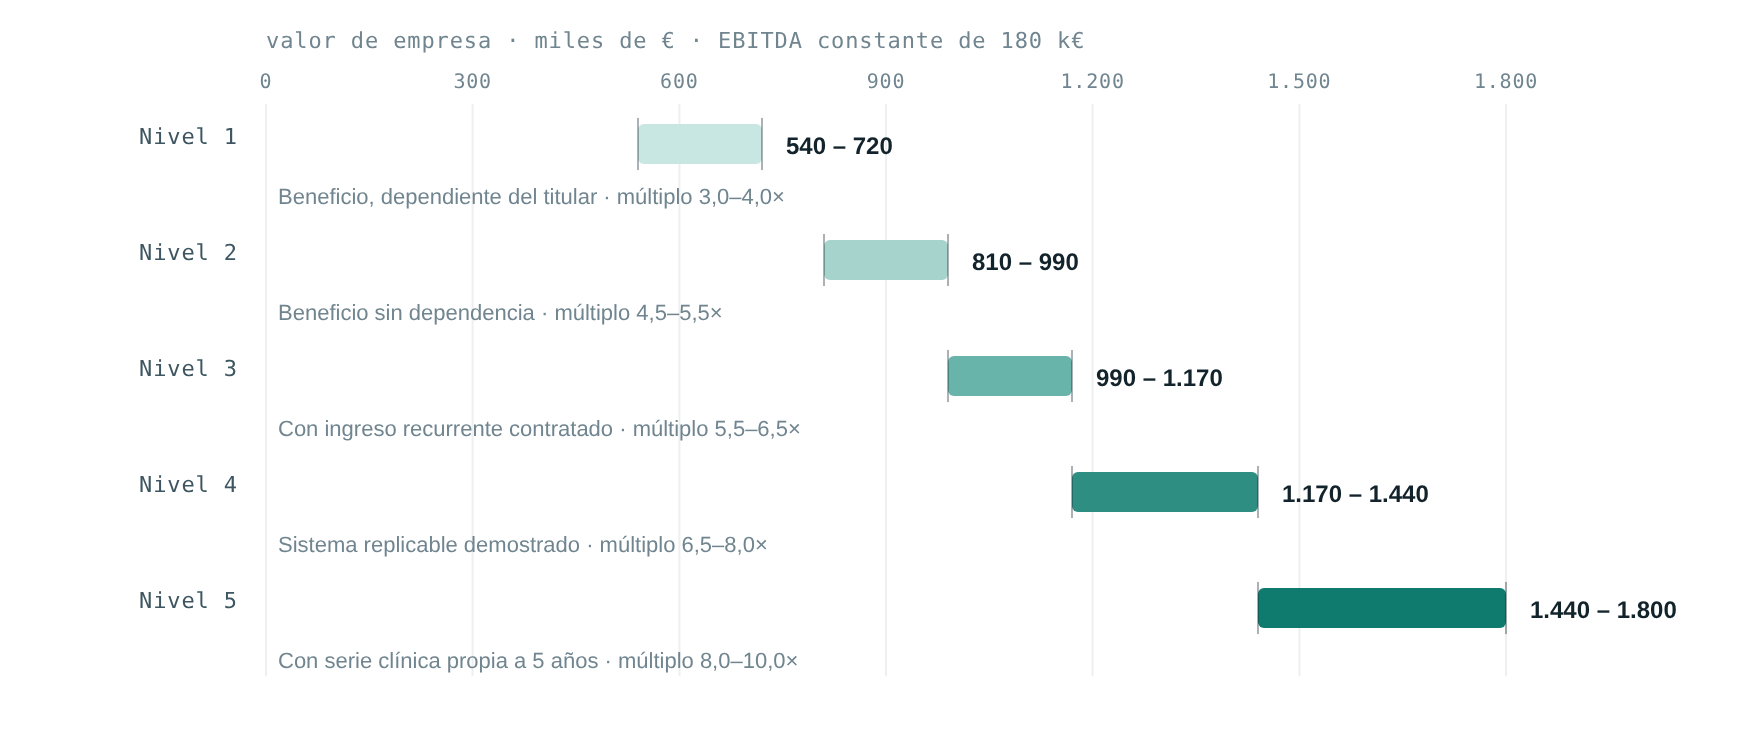 valor de empresa · miles de € · EBITDA constante de 180 k€
0 300 600 900 1.200 1.500 1.800
Nivel 1 540 – 720
Beneficio, dependiente del titular · múltiplo 3,0–4,0×
Nivel 2 810 – 990
Beneficio sin dependencia · múltiplo 4,5–5,5×
Nivel 3 990 – 1.170
Con ingreso recurrente contratado · múltiplo 5,5–6,5×
Nivel 4 1.170 – 1.440
Sistema replicable demostrado · múltiplo 6,5–8,0×
Nivel 5 1.440 – 1.800
Con serie clínica propia a 5 años · múltiplo 8,0–10,0×